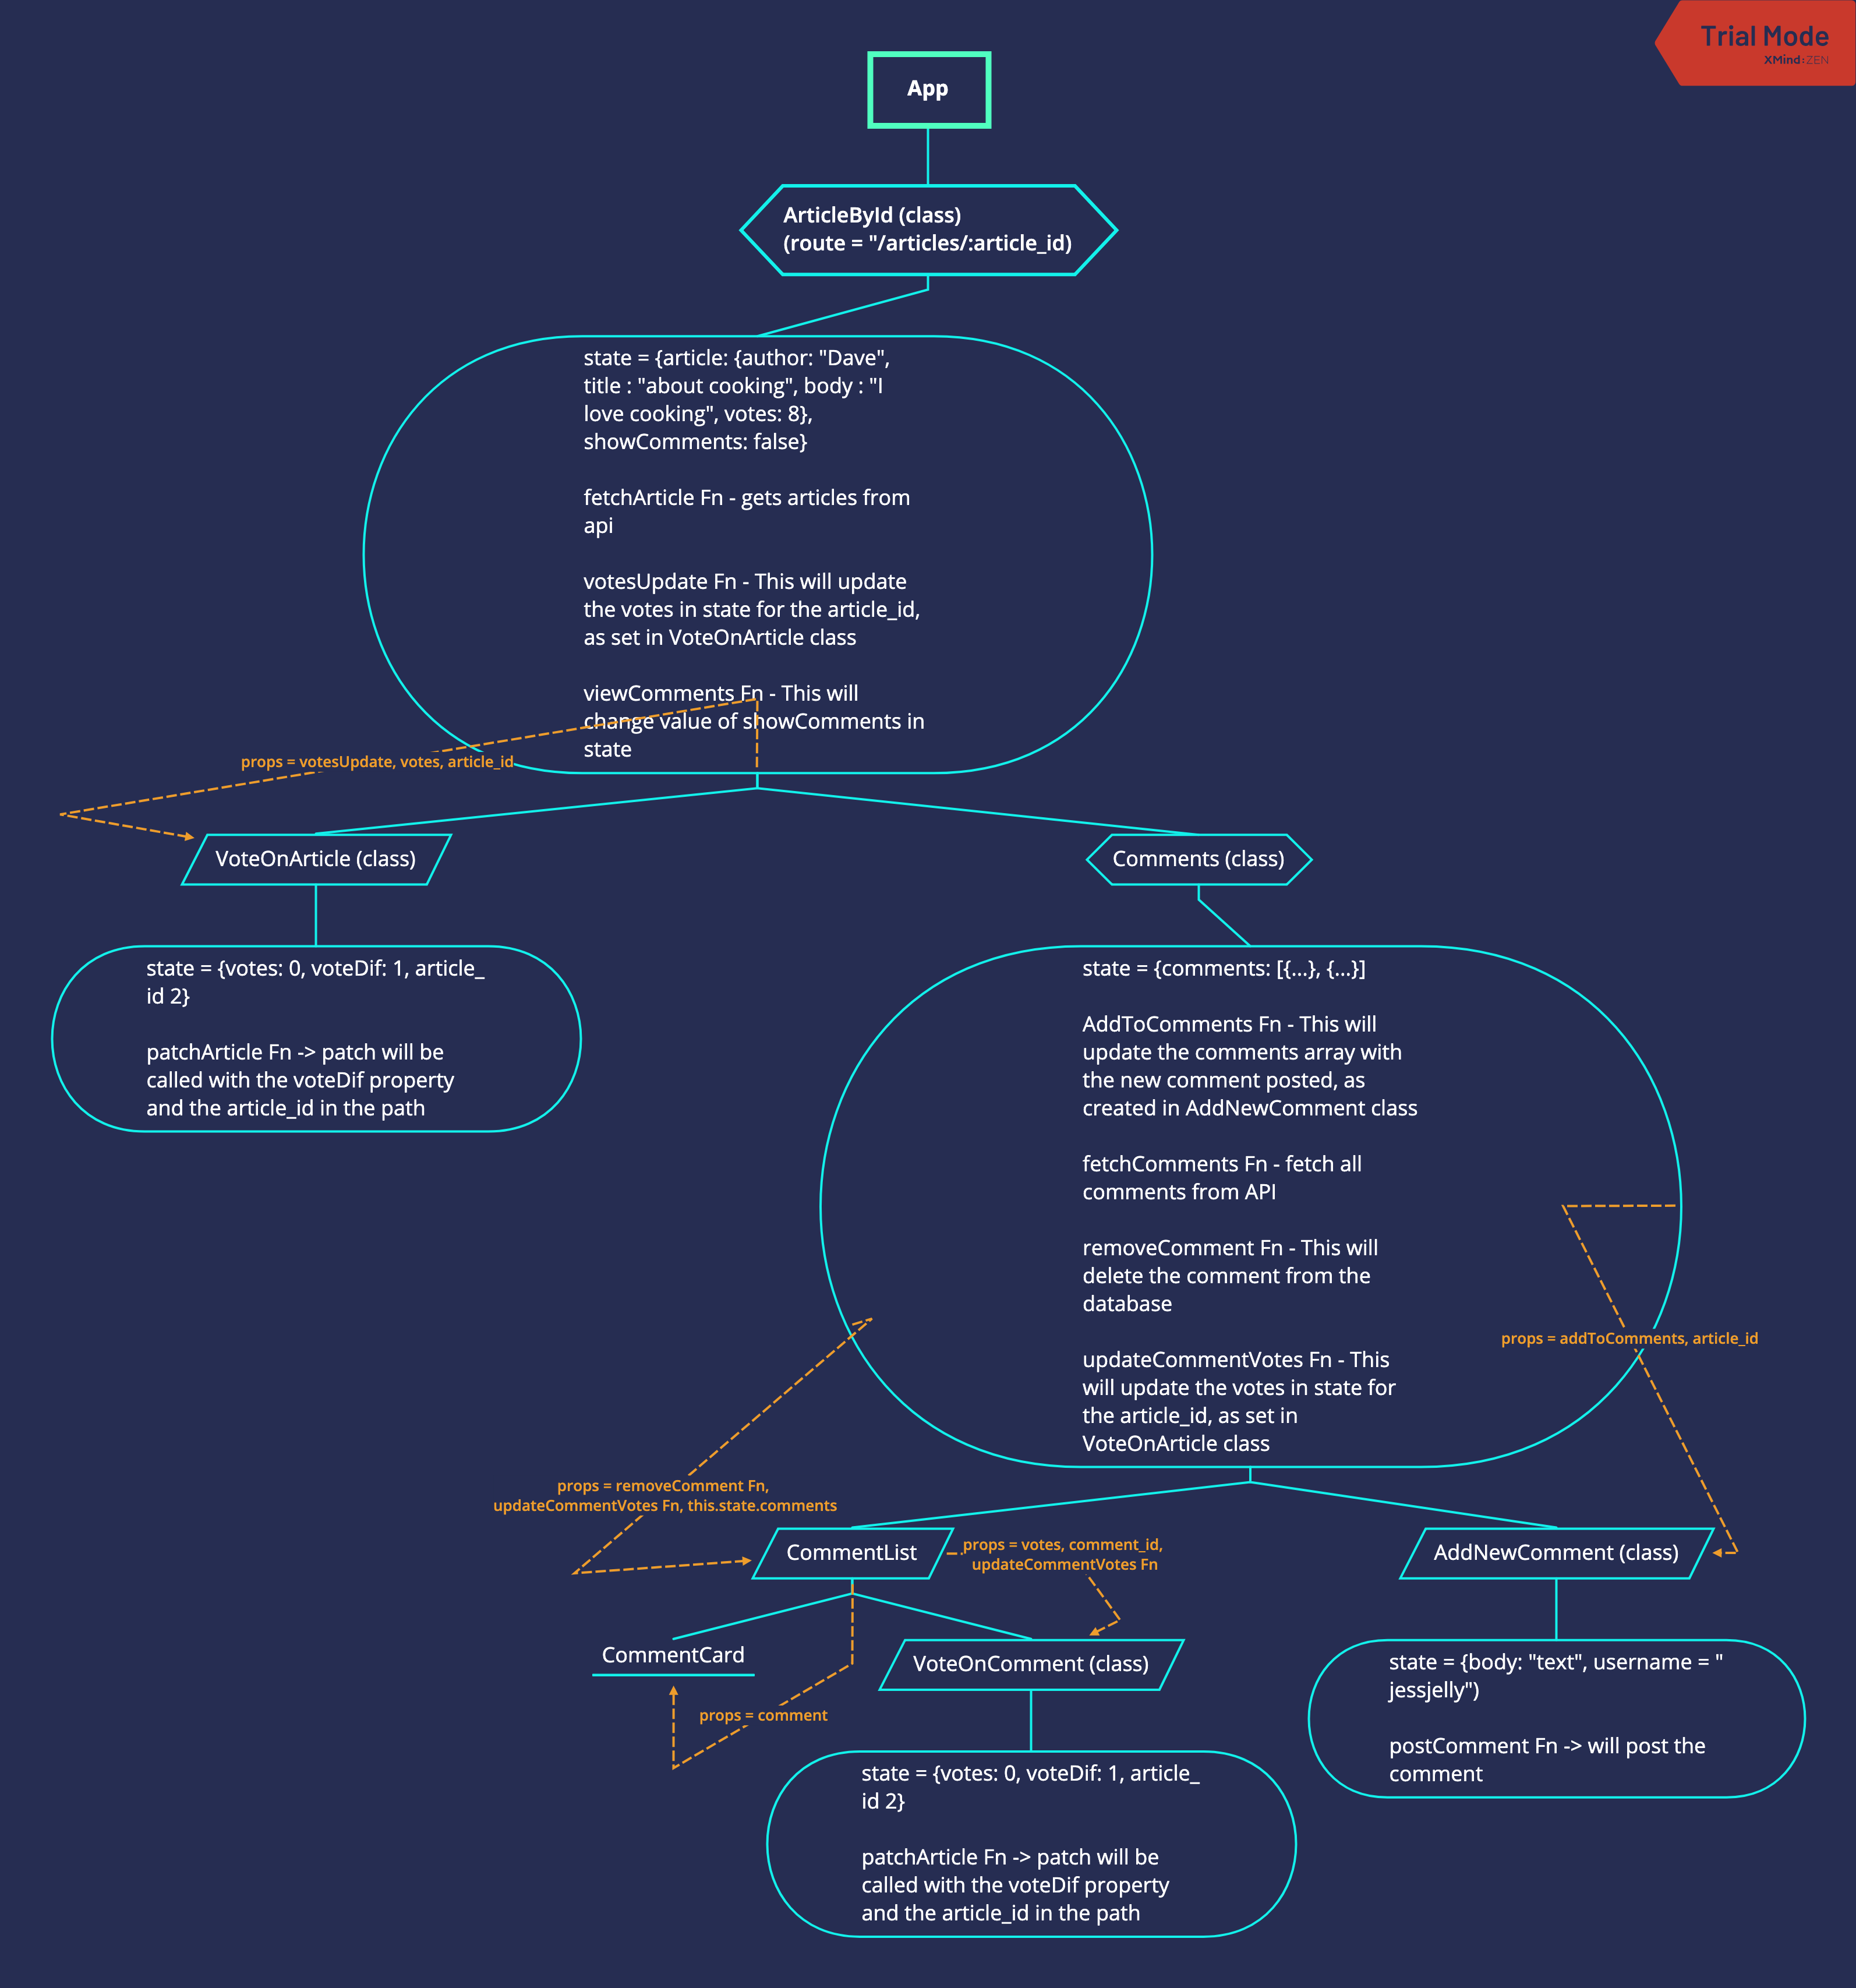 Trial Mode
XMind:ZEN
App
ArticleById (class)
(route = "/articles/:article_id)
state = {article: {author: "Dave",
title : "about cooking", body : "I
love cooking", votes: 8},
showComments: false}
fetchArticle Fn - gets articles from
api
votesUpdate Fn - This will update
the votes in state for the article_id,
as set in VoteOnArticle class
viewComments Fn - This will
change value of showComments in
state
props = votesUpdate, votes, article_id
VoteOnArticle (class)
Comments (class)
state = {votes: 0, voteDif: 1, article_
id 2}
patchArticle Fn -> patch will be
called with the voteDif property
and the article_id in the path
state = {comments: [{...}, {...}]
AddToComments Fn - This will
update the comments array with
the new comment posted, as
created in AddNewComment class
fetchComments Fn - fetch all
comments from API
removeComment Fn - This will
delete the comment from the
database
updateCommentVotes Fn - This
will update the votes in state for
the article_id, as set in
VoteOnArticle class
props = addToComments, article_id
props = removeComment Fn,
updateCommentVotes Fn, this.state.comments
CommentList
props = votes, comment_id,
updateCommentVotes Fn
AddNewComment (class)
CommentCard
VoteOnComment (class)
props = comment
state = {body: "text", username = "
jessjelly")
postComment Fn -> will post the
comment
state = {votes: 0, voteDif: 1, article_
id 2}
patchArticle Fn -> patch will be
called with the voteDif property
and the article_id in the path